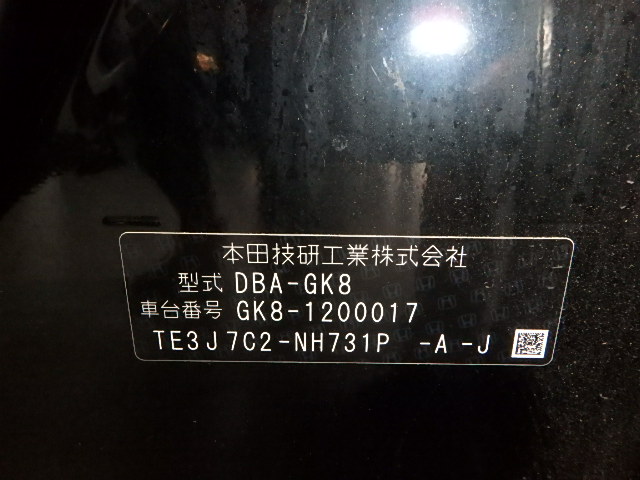 本田技研工業株式会社
型式 DBA-GK8
車台番号 GK8-1200017
TE3J7C2-NH731P -A-J